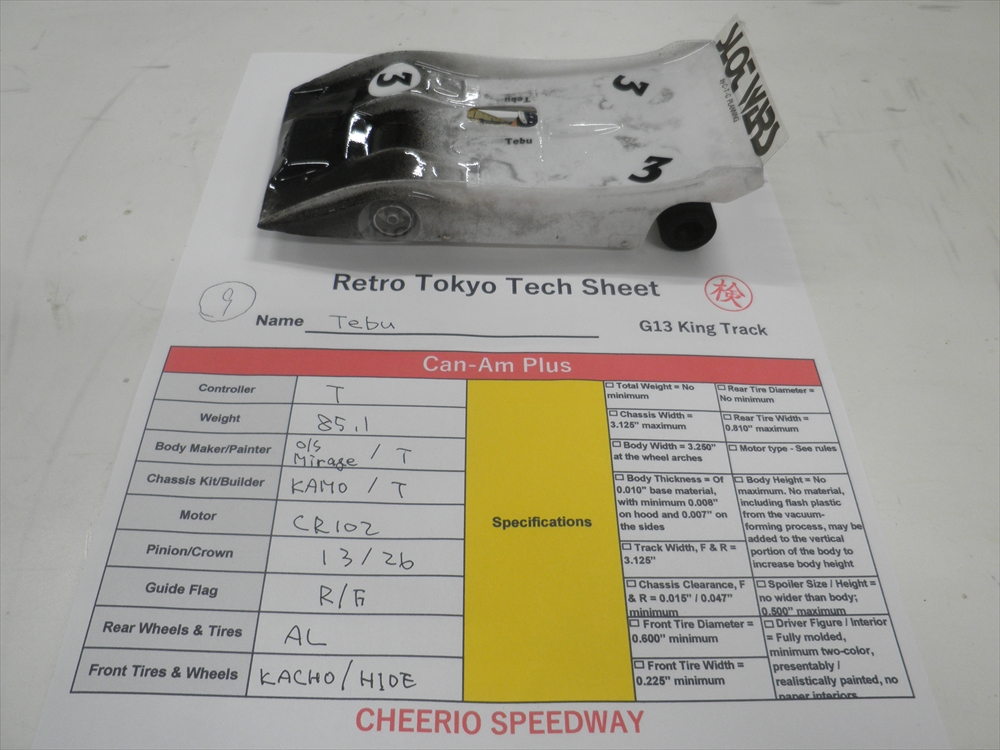 SLOT WERD
PLANNING
3
3
3
Tebu
Tebu
Retro Tokyo Tech Sheet
検
9
Name Tebu
G13 King Track
Can-Am Plus
Controller T
Weight 85.1
Body Maker/Painter O/S Mirage / T
Chassis Kit/Builder KAMO / T
Motor CR102
Pinion/Crown 13/26
Guide Flag R/G
Rear Wheels & Tires AL
Front Tires & Wheels KACHO/HIDE
Specifications
☐ Total Weight = No
minimum
☐ Chassis Width =
3.125" maximum
☐ Body Width = 3.250"
at the wheel arches
☐ Body Thickness = Of
0.010" base material,
with minimum 0.008"
on hood and 0.007" on
the sides
☐ Track Width, F & R =
3.125"
☐ Chassis Clearance, F
& R = 0.015" / 0.047"
minimum
☐ Front Tire Diameter =
0.600" minimum
☐ Front Tire Width =
0.225" minimum
☐ Rear Tire Diameter =
No minimum
☐ Rear Tire Width =
0.810" maximum
☐ Motor type - See rules
☐ Body Height = No
maximum. No material,
including flash plastic
from the vacuum-
forming process, may be
added to the vertical
portion of the body to
increase body height
☐ Spoiler Size / Height =
no wider than body;
0.500" maximum
☐ Driver Figure / Interior
= Fully molded,
minimum two-color,
presentably /
realistically painted, no
paper interiors
CHEERIO SPEEDWAY